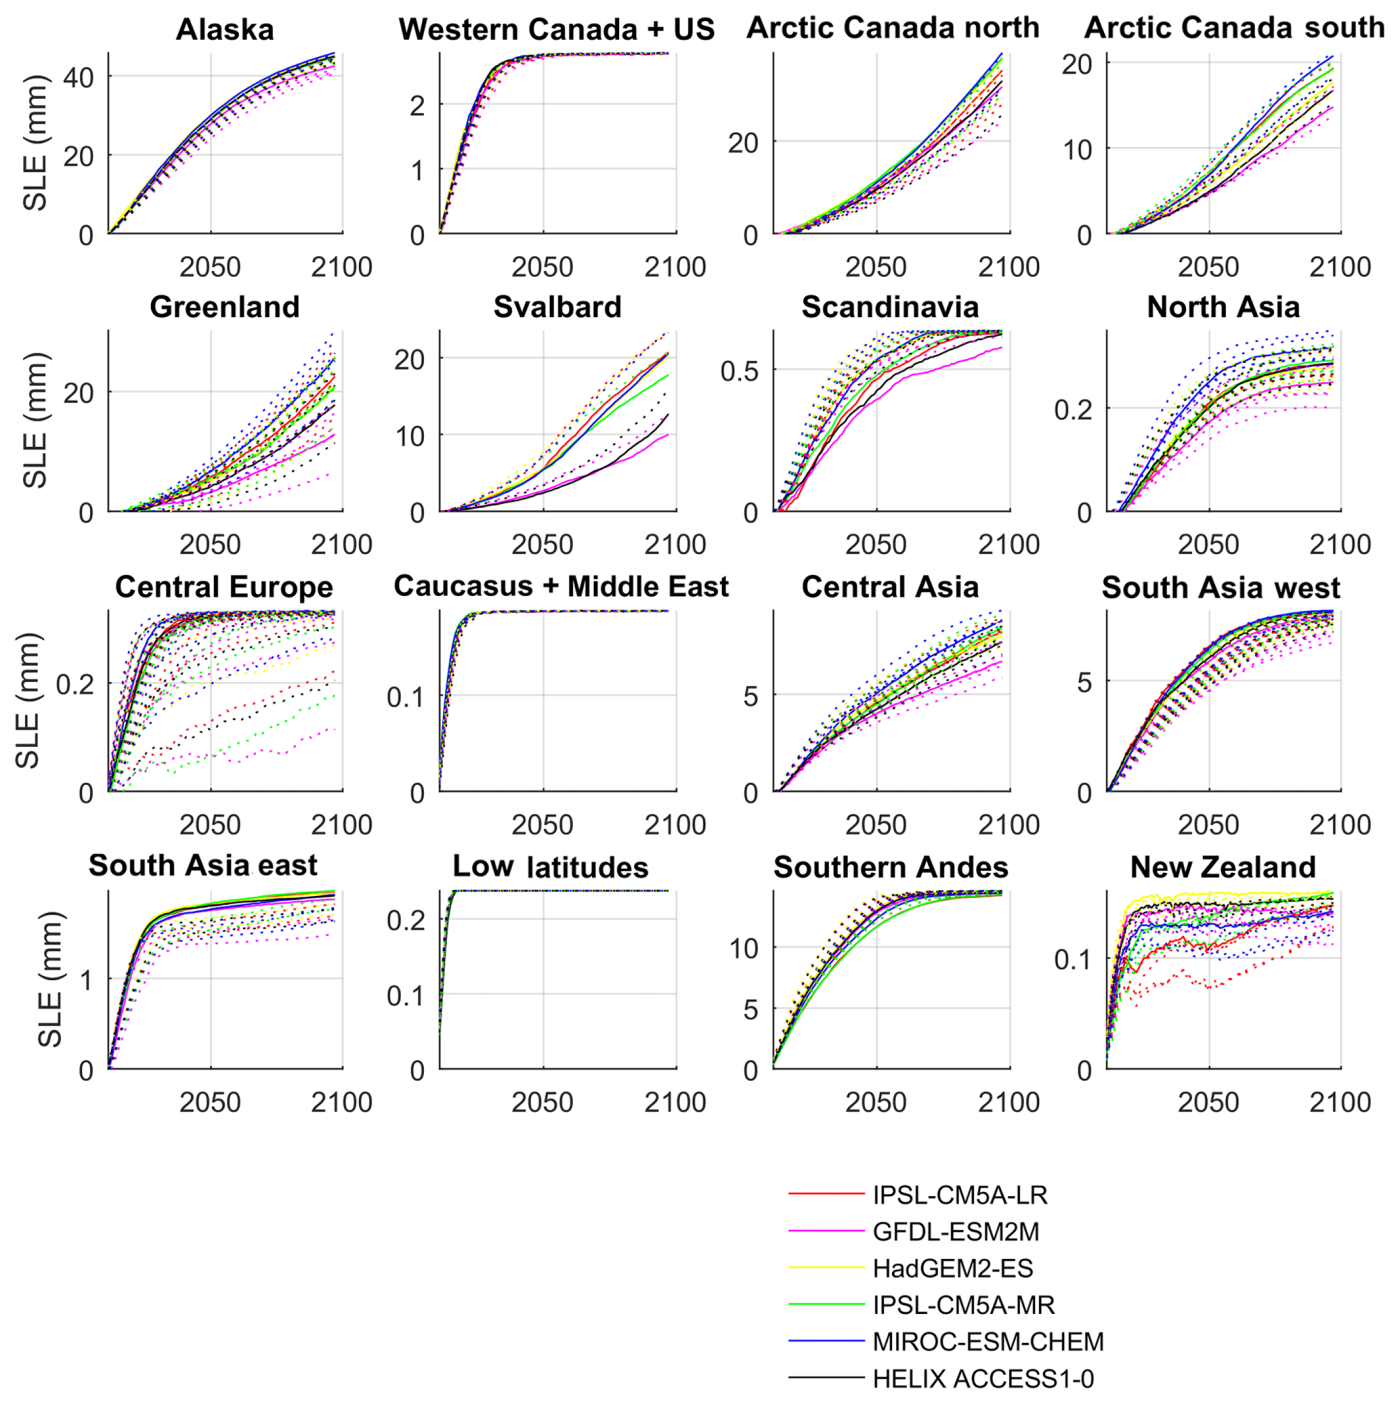 Alaska
Western Canada + US
Arctic Canada north
Arctic Canada south
SLE (mm)
40
20
0
2050
2100
2
1
0
2050
2100
20
0
2050
2100
20
10
0
2050
2100
Greenland
Svalbard
Scandinavia
North Asia
SLE (mm)
20
0
2050
2100
20
10
0
2050
2100
0.5
0
2050
2100
0.2
0
2050
2100
Central Europe
Caucasus + Middle East
Central Asia
South Asia west
SLE (mm)
0.2
0
2050
2100
0.1
0
2050
2100
5
0
2050
2100
5
0
2050
2100
South Asia east
Low latitudes
Southern Andes
New Zealand
SLE (mm)
1
0
2050
2100
0.2
0.1
0
2050
2100
10
5
0
2050
2100
0.1
0
2050
2100
IPSL-CM5A-LR
GFDL-ESM2M
HadGEM2-ES
IPSL-CM5A-MR
MIROC-ESM-CHEM
HELIX ACCESS1-0